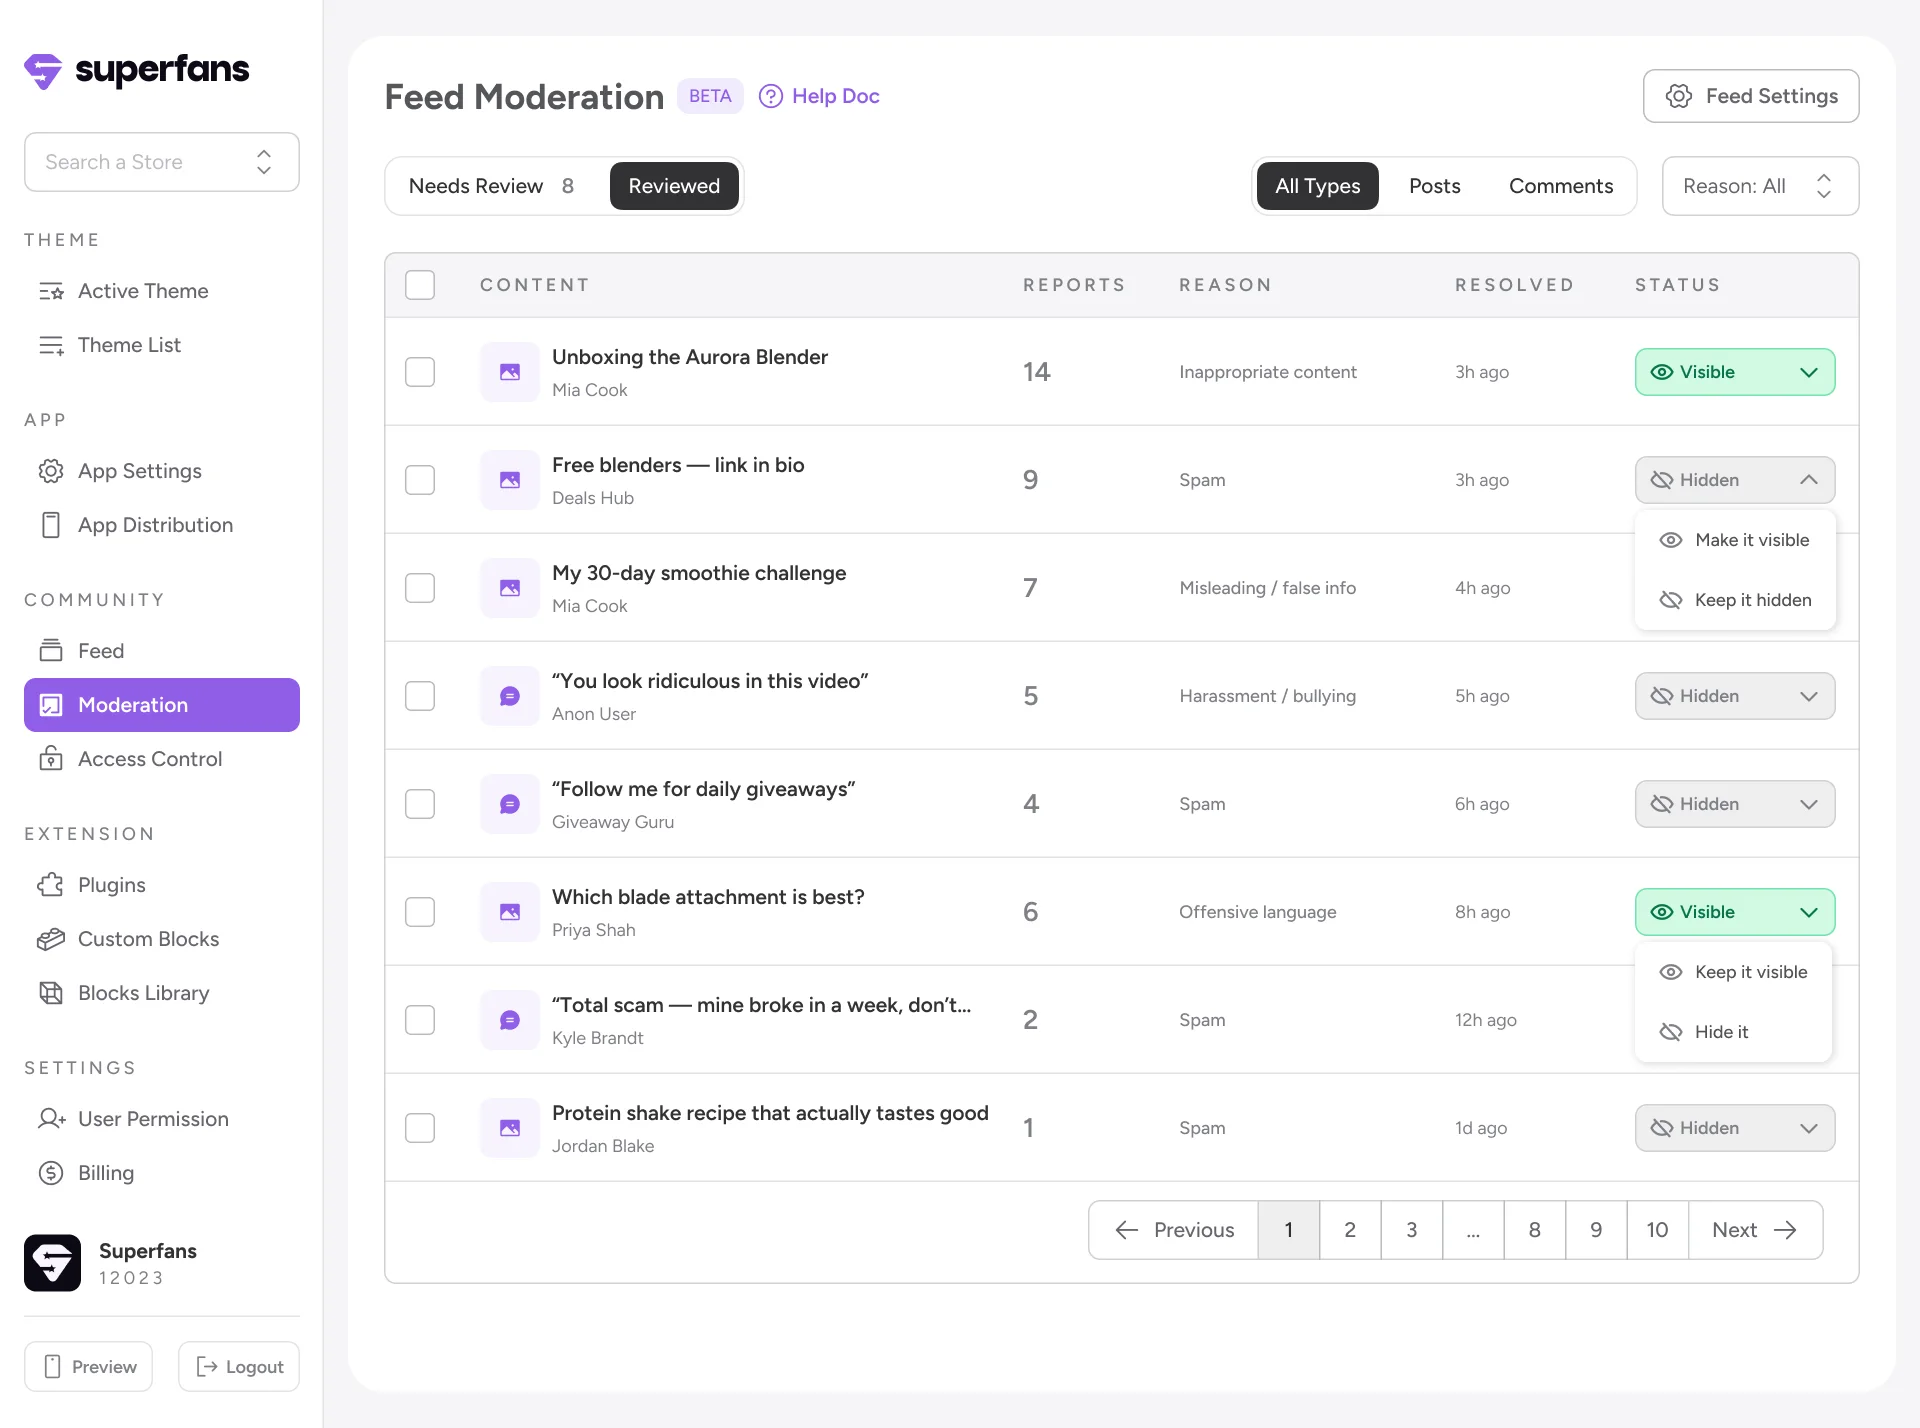 superfans
Search a Store
THEME
Active Theme
Theme List
APP
App Settings
App Distribution
COMMUNITY
Feed
Moderation
Access Control
EXTENSION
Plugins
Custom Blocks
Blocks Library
SETTINGS
User Permission
Billing
Superfans
12023
Preview
Logout
Feed Moderation
BETA
Help Doc
Feed Settings
Needs Review 8
Reviewed
All Types
Posts
Comments
Reason: All
CONTENT REPORTS REASON RESOLVED STATUS
Unboxing the Aurora Blender
Mia Cook
14
Inappropriate content
3h ago
Visible
Free blenders — link in bio
Deals Hub
9
Spam
3h ago
Hidden
Make it visible
Keep it hidden
My 30-day smoothie challenge
Mia Cook
7
Misleading / false info
4h ago
“You look ridiculous in this video”
Anon User
5
Harassment / bullying
5h ago
Hidden
“Follow me for daily giveaways”
Giveaway Guru
4
Spam
6h ago
Hidden
Which blade attachment is best?
Priya Shah
6
Offensive language
8h ago
Visible
Keep it visible
Hide it
“Total scam — mine broke in a week, don’t...
Kyle Brandt
2
Spam
12h ago
Protein shake recipe that actually tastes good
Jordan Blake
1
Spam
1d ago
Hidden
Previous 1 2 3 ... 8 9 10 Next